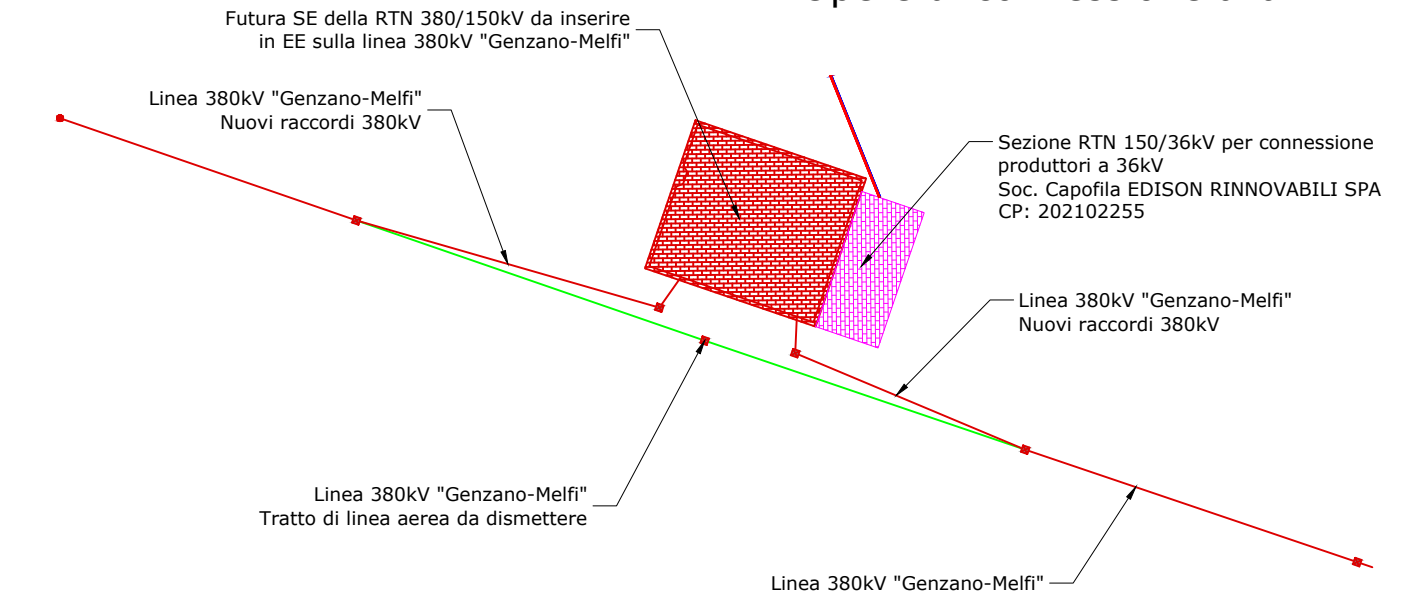 Futura SE della RTN 380/150kV da inserire
in EE sulla linea 380kV "Genzano-Melfi"
Linea 380kV "Genzano-Melfi"
Nuovi raccordi 380kV
Sezione RTN 150/36kV per connessione
produttori a 36kV
Soc. Capofila EDISON RINNOVABILI SPA
CP: 202102255
Linea 380kV "Genzano-Melfi"
Nuovi raccordi 380kV
Linea 380kV "Genzano-Melfi"
Tratto di linea aerea da dismettere
Linea 380kV "Genzano-Melfi"